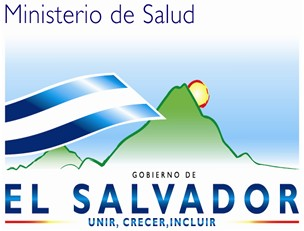 Ministerio de Salud
GOBIERNO DE
EL SALVADOR
UNIR, CRECER,INCLUIR